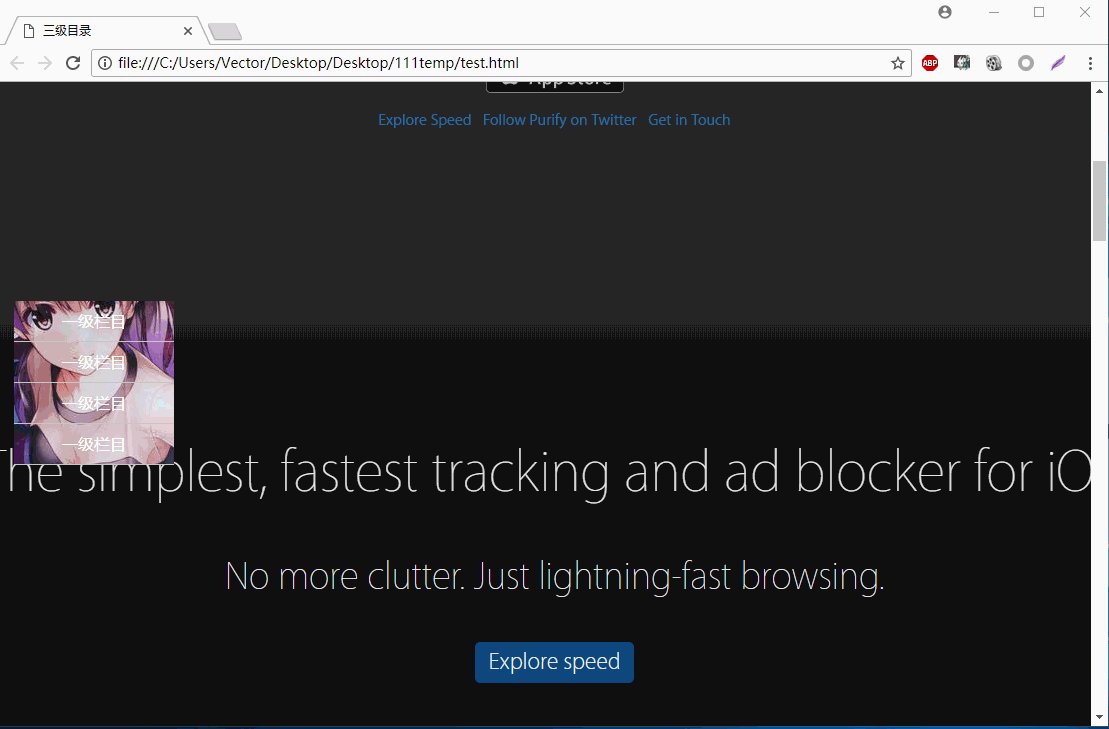 三级目录
file:///C:/Users/Vector/Desktop/Desktop/111temp/test.html
ABP
App Store
Explore Speed Follow Purify on Twitter Get in Touch
一级栏目
一级栏目
一级栏目
一级栏目
The simplest, fastest tracking and ad blocker for iO
No more clutter. Just lightning-fast browsing.
Explore speed